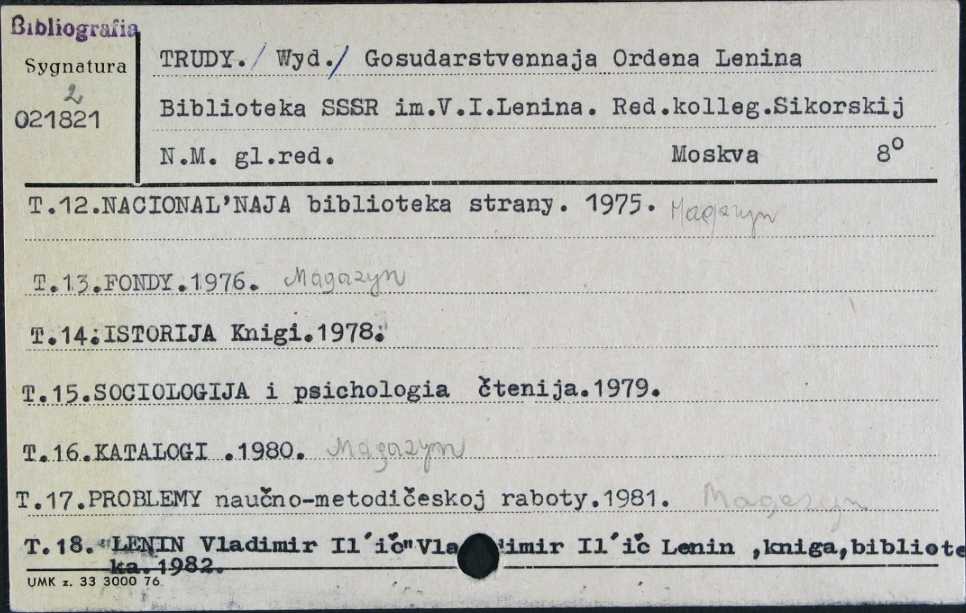 Bibliografia
Sygnatura
2
021821
TRUDY./ Wyd./ Gosudarstvennaja Ordena Lenina
Biblioteka SSSR im.V.I.Lenina. Red.kolleg.Sikorskij
N.M. gl.red. Moskva 8°
T.12.NACIONAL'NAJA biblioteka strany. 1975. Magazyn
T.13.FONDY.1976. Magazyn
T.14.ISTORIJA Knigi.1978.
T.15.SOCIOLOGIJA i psichologia čtenija.1979.
T.16.KATALOGI .1980. Magazyn
T.17.PROBLEMY naučno-metodičeskoj raboty.1981. Magazyn
T.18."LENIN Vladimir Il´ič"Vladimir Il´ič Lenin ,kniga,bibliote
ka.1982.
UMK z. 33 3000 76